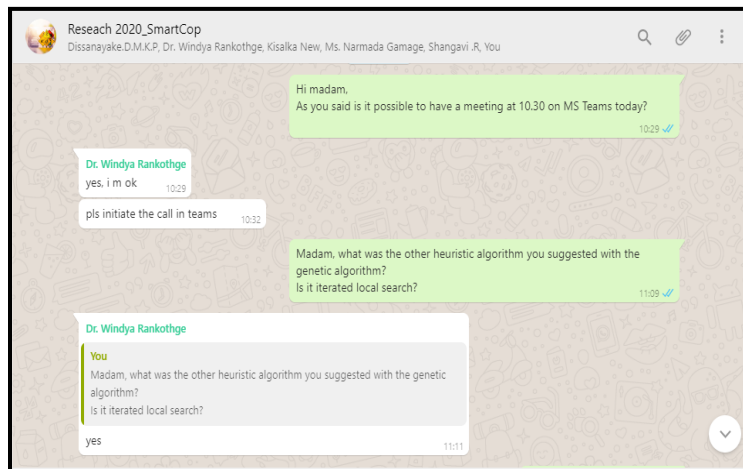 Reseach 2020_SmartCop
Dissanayake.D.M.K.P, Dr. Windya Rankothge, Kisalka New, Ms. Narmada Gamage, Shangavi .R, You
Hi madam,
As you said is it possible to have a meeting at 10.30 on MS Teams today?
10:29
Dr. Windya Rankothge
yes, i m ok 10:29
pls initiate the call in teams 10:32
Madam, what was the other heuristic algorithm you suggested with the
genetic algorithm?
Is it iterated local search?
11:09
Dr. Windya Rankothge
You
Madam, what was the other heuristic algorithm you suggested with the genetic
algorithm?
Is it iterated local search?
yes 11:11